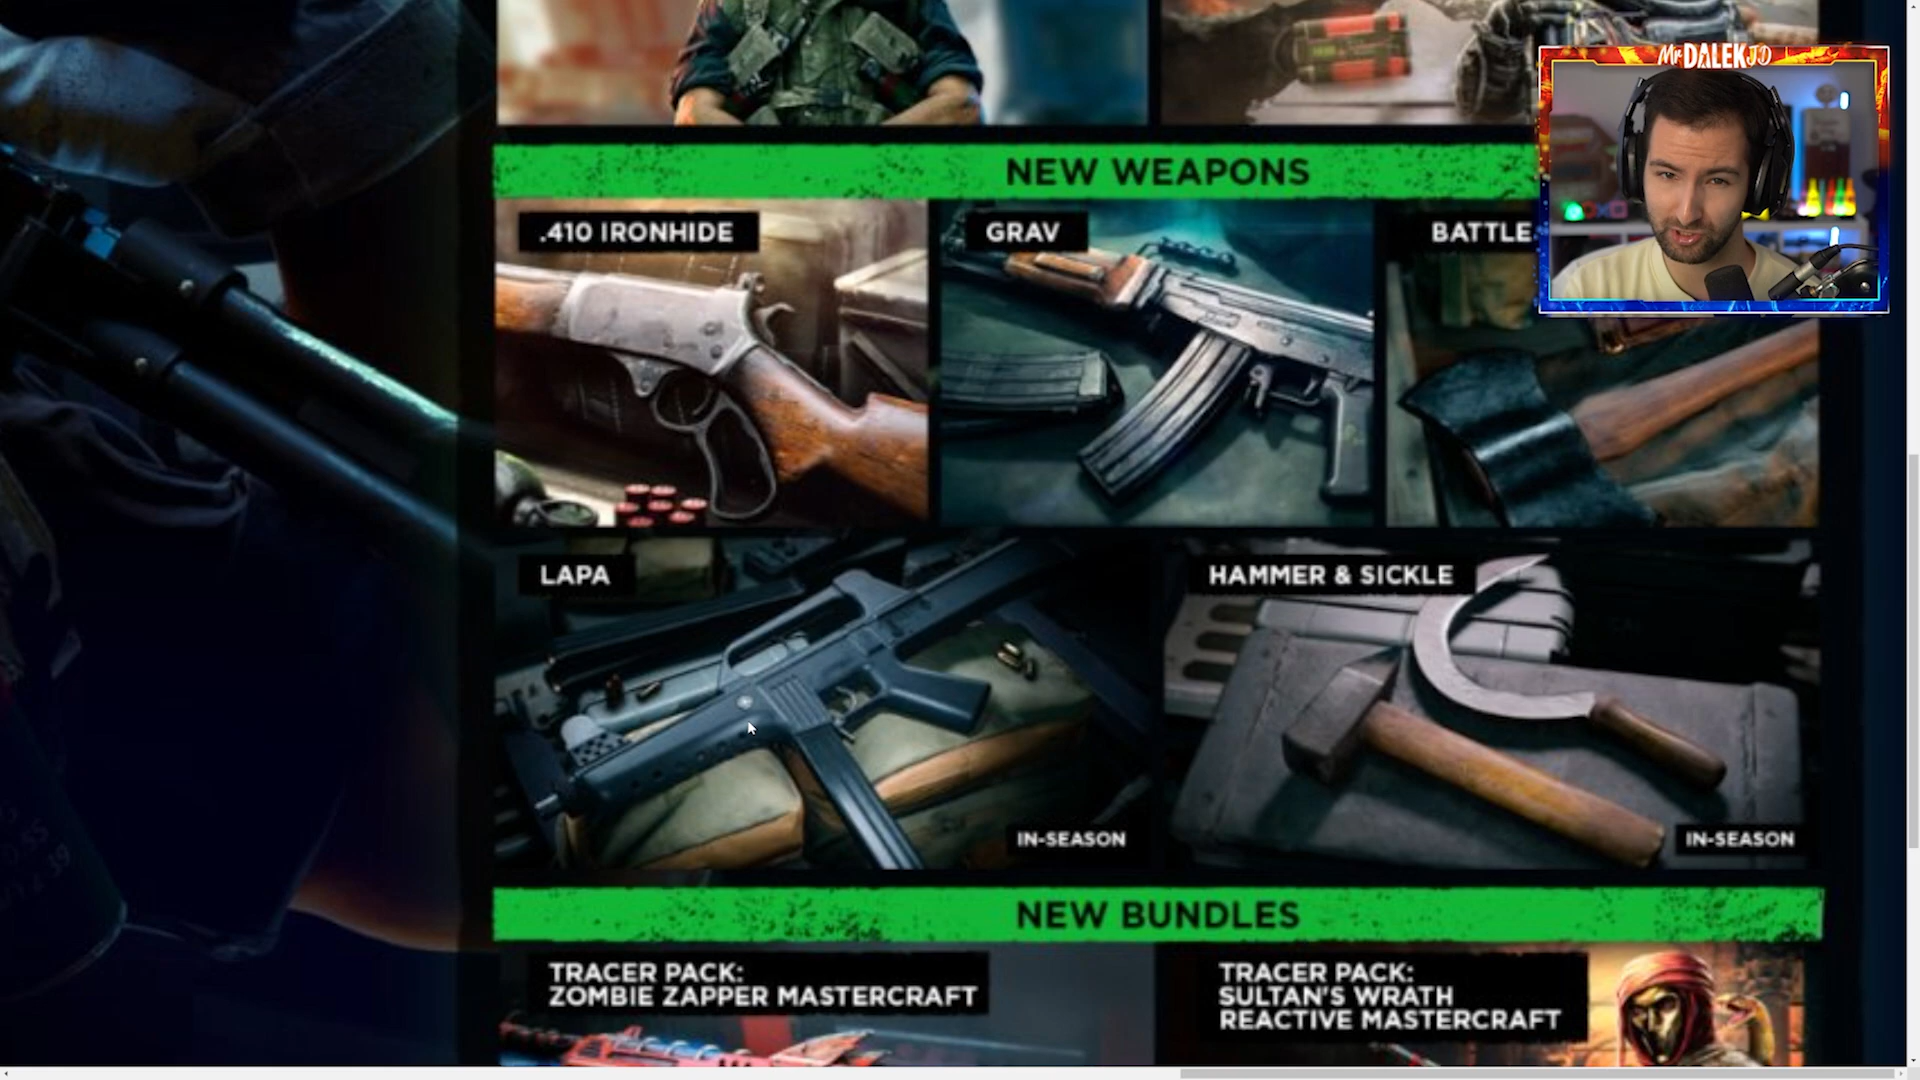 MrDALEKJD
NEW WEAPONS
.410 IRONHIDE
GRAV
BATTLE
LAPA
HAMMER & SICKLE
IN-SEASON
IN-SEASON
NEW BUNDLES
TRACER PACK:
ZOMBIE ZAPPER MASTERCRAFT
TRACER PACK:
SULTAN'S WRATH
REACTIVE MASTERCRAFT